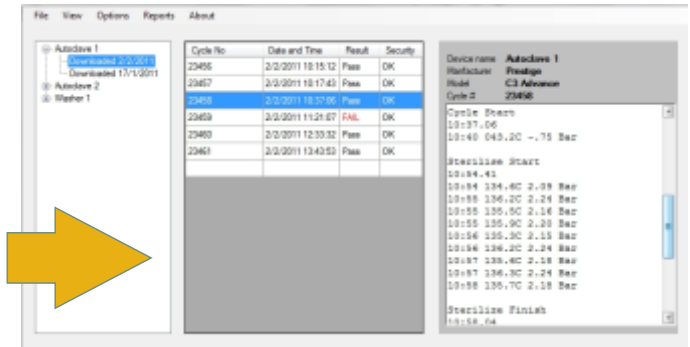 File View Options Reports About
Autoclave 1
Downloaded 2/2/2011
Downloaded 17/1/2011
Autoclave 2
Washer 1
Cycle No Date and Time Result Security
23456 2/2/2011 10:15:12 Pass OK
23457 2/2/2011 10:17:43 Pass OK
23458 2/2/2011 10:37:06 Pass OK
23459 2/2/2011 11:21:07 FAIL OK
23460 2/2/2011 12:33:32 Pass OK
23461 2/2/2011 13:43:53 Pass OK
Device name Autoclave 1
Manfacturer Prestige
Model C3 Advance
Cycle # 23458
Cycle Start
10:37.06
10:40 043.2C -.75 Bar
Sterilise Start
10:54.41
10:54 134.6C 2.09 Bar
10:55 136.2C 2.24 Bar
10:55 135.5C 2.16 Bar
10:55 135.9C 2.20 Bar
10:56 135.3C 2.15 Bar
10:56 136.2C 2.24 Bar
10:57 135.6C 2.18 Bar
10:57 136.3C 2.24 Bar
10:58 135.7C 2.18 Bar
Sterilise Finish
10:58.04